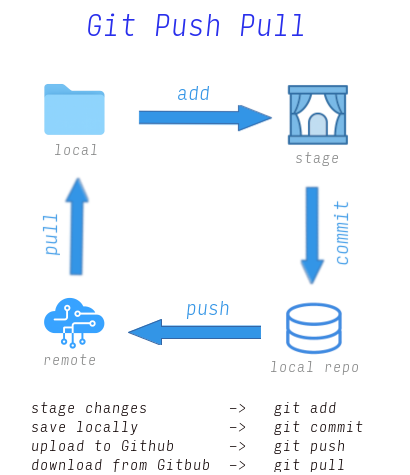 Git Push Pull
add
local
stage
pull
commit
push
remote
local repo
stage changes -> git add
save locally -> git commit
upload to Github -> git push
download from Gitbub -> git pull